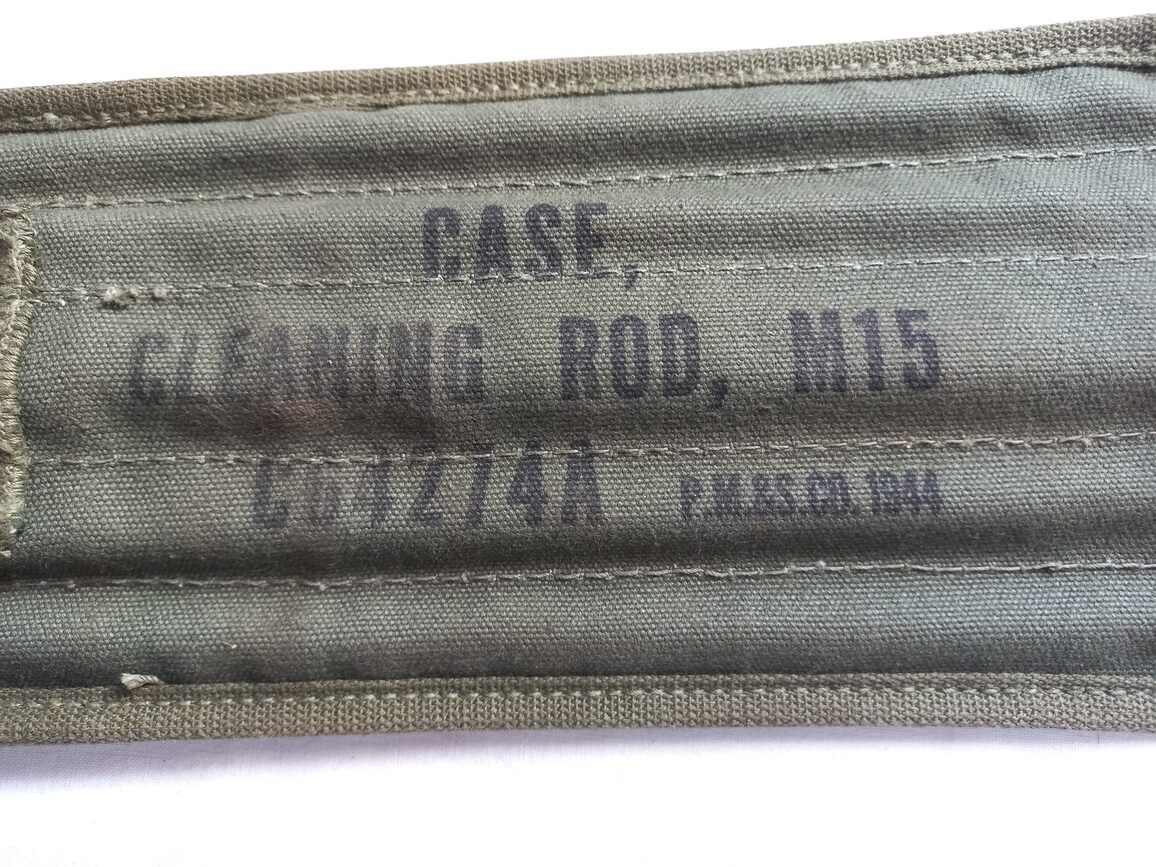 CASE,
CLEANING ROD, M15
C64274A P.M.&S.CO. 1944